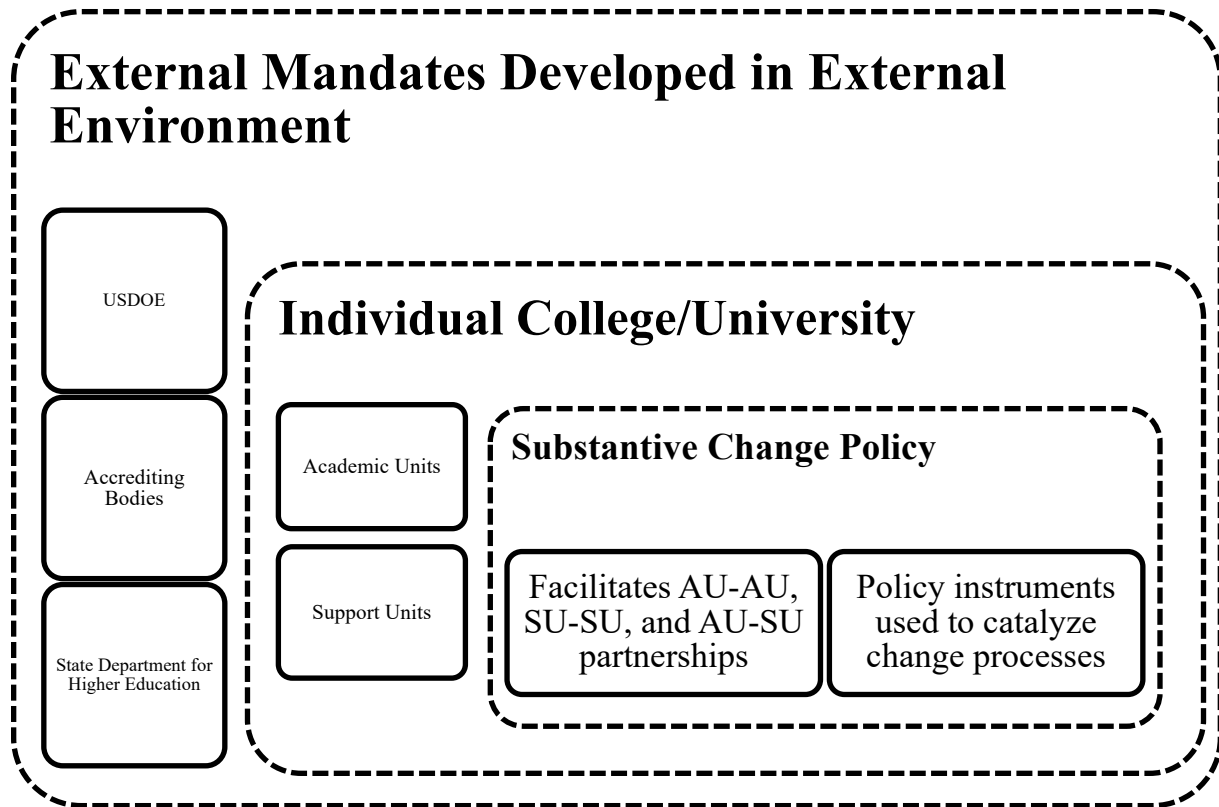 External Mandates Developed in External
Environment
USDOE
Accrediting
Bodies
State Department for
Higher Education
Individual College/University
Academic Units
Support Units
Substantive Change Policy
Facilitates AU-AU,
SU-SU, and AU-SU
partnerships
Policy instruments
used to catalyze
change processes